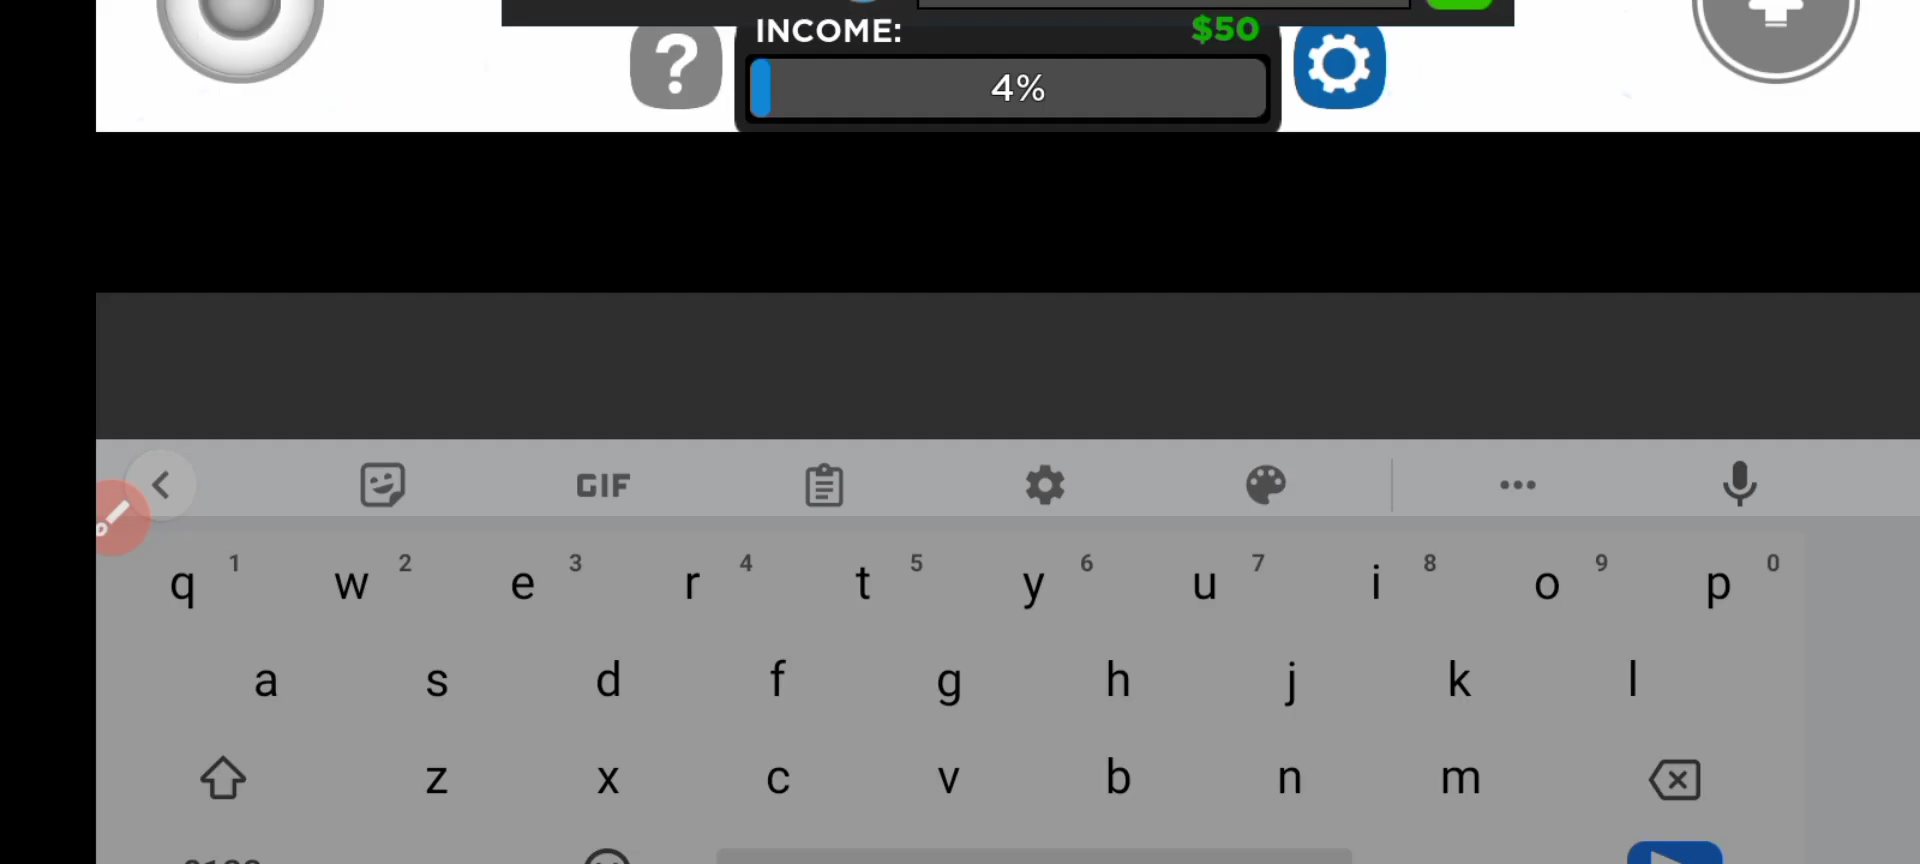 INCOME: $50
?
4%
GIF
q 1 w 2 e 3 r 4 t 5 y 6 u 7 i 8 o 9 p 0
a s d f g h j k l
z x c v b n m